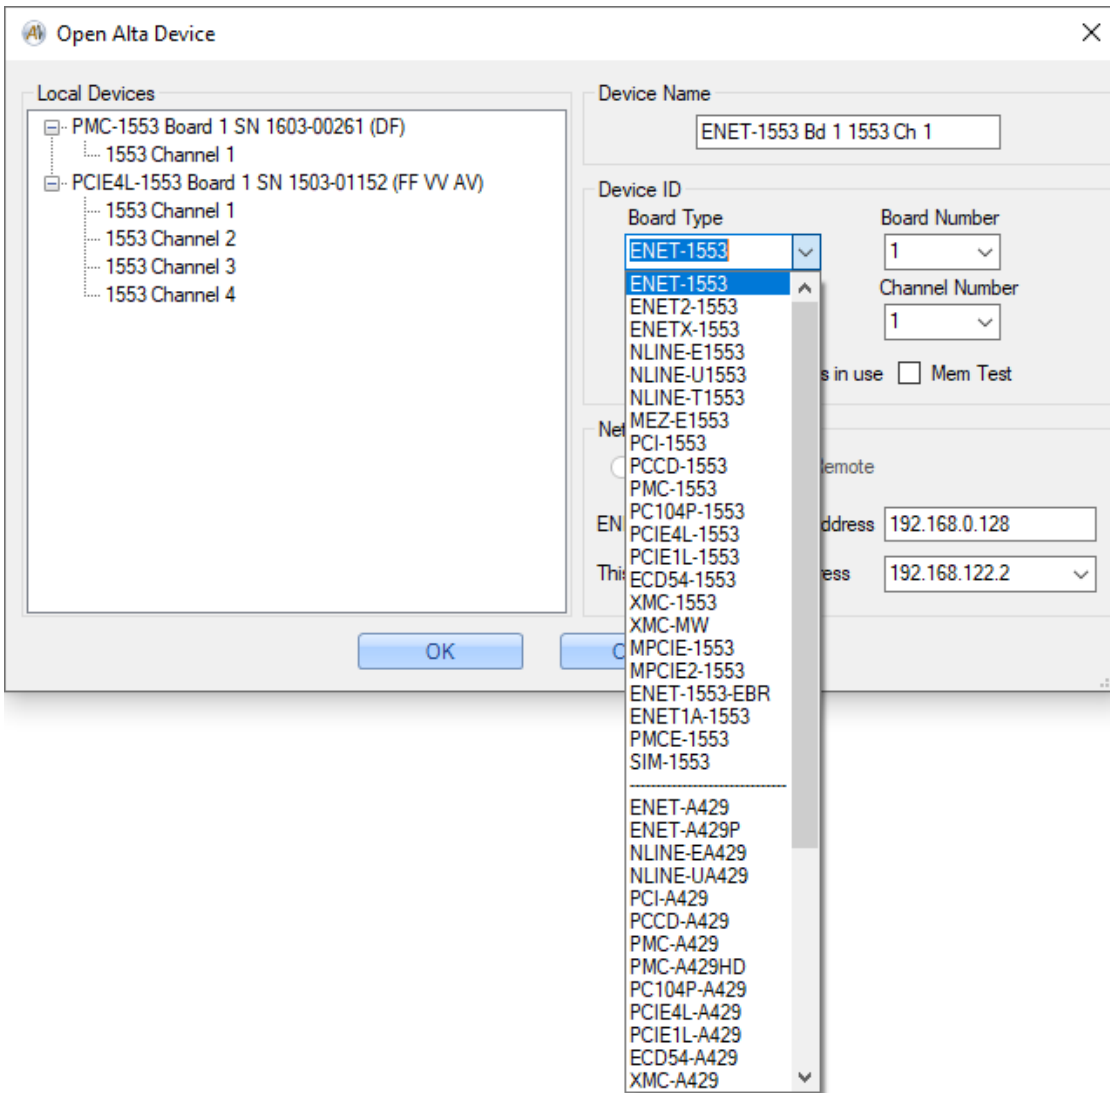 Open Alta Device
Local Devices
PMC-1553 Board 1 SN 1603-00261 (DF)
1553 Channel 1
PCIE4L-1553 Board 1 SN 1503-01152 (FF VV AV)
1553 Channel 1
1553 Channel 2
1553 Channel 3
1553 Channel 4
OK
Device Name
ENET-1553 Bd 1 1553 Ch 1
Device ID
Board Type
Board Number
ENET-1553
1
Channel Number
1
Mem Test
s in use
192.168.0.128
192.168.122.2
ENET-1553
ENET2-1553
ENETX-1553
NLINE-E1553
NLINE-U1553
NLINE-T1553
MEZ-E1553
PCI-1553
PCCD-1553
PMC-1553
PC104P-1553
PCIE4L-1553
PCIE1L-1553
ECD54-1553
XMC-1553
XMC-MW
MPCIE-1553
MPCIE2-1553
ENET-1553-EBR
ENET1A-1553
PMCE-1553
SIM-1553
ENET-A429
ENET-A429P
NLINE-EA429
NLINE-UA429
PCI-A429
PCCD-A429
PMC-A429
PMC-A429HD
PC104P-A429
PCIE4L-A429
PCIE1L-A429
ECD54-A429
XMC-A429